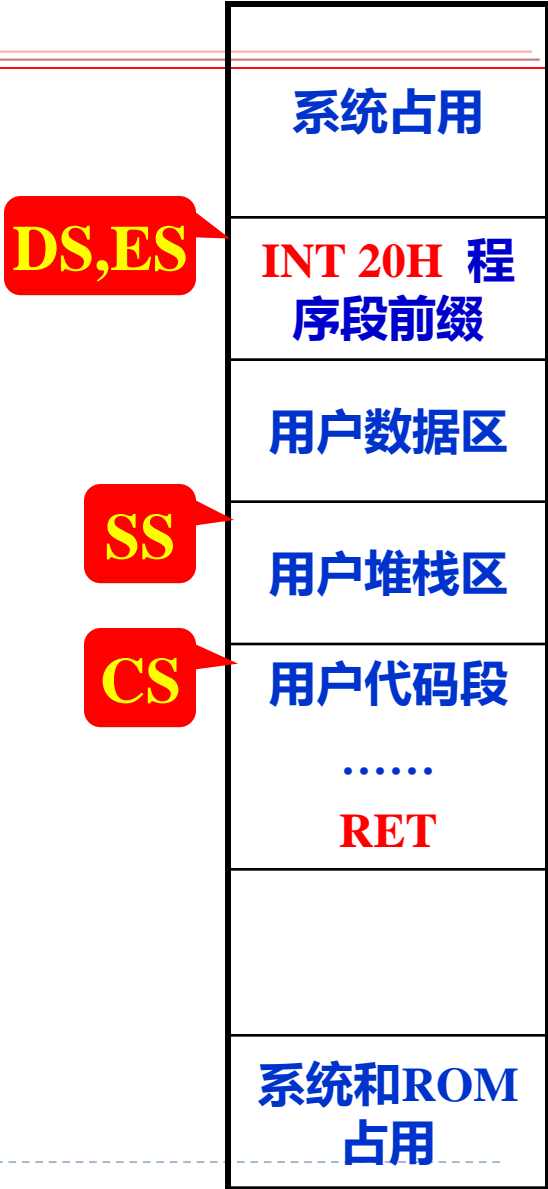 系统占用
DS,ES
INT 20H 程
序段前缀
用户数据区
SS
用户堆栈区
CS
用户代码段
……
RET
系统和ROM
占用